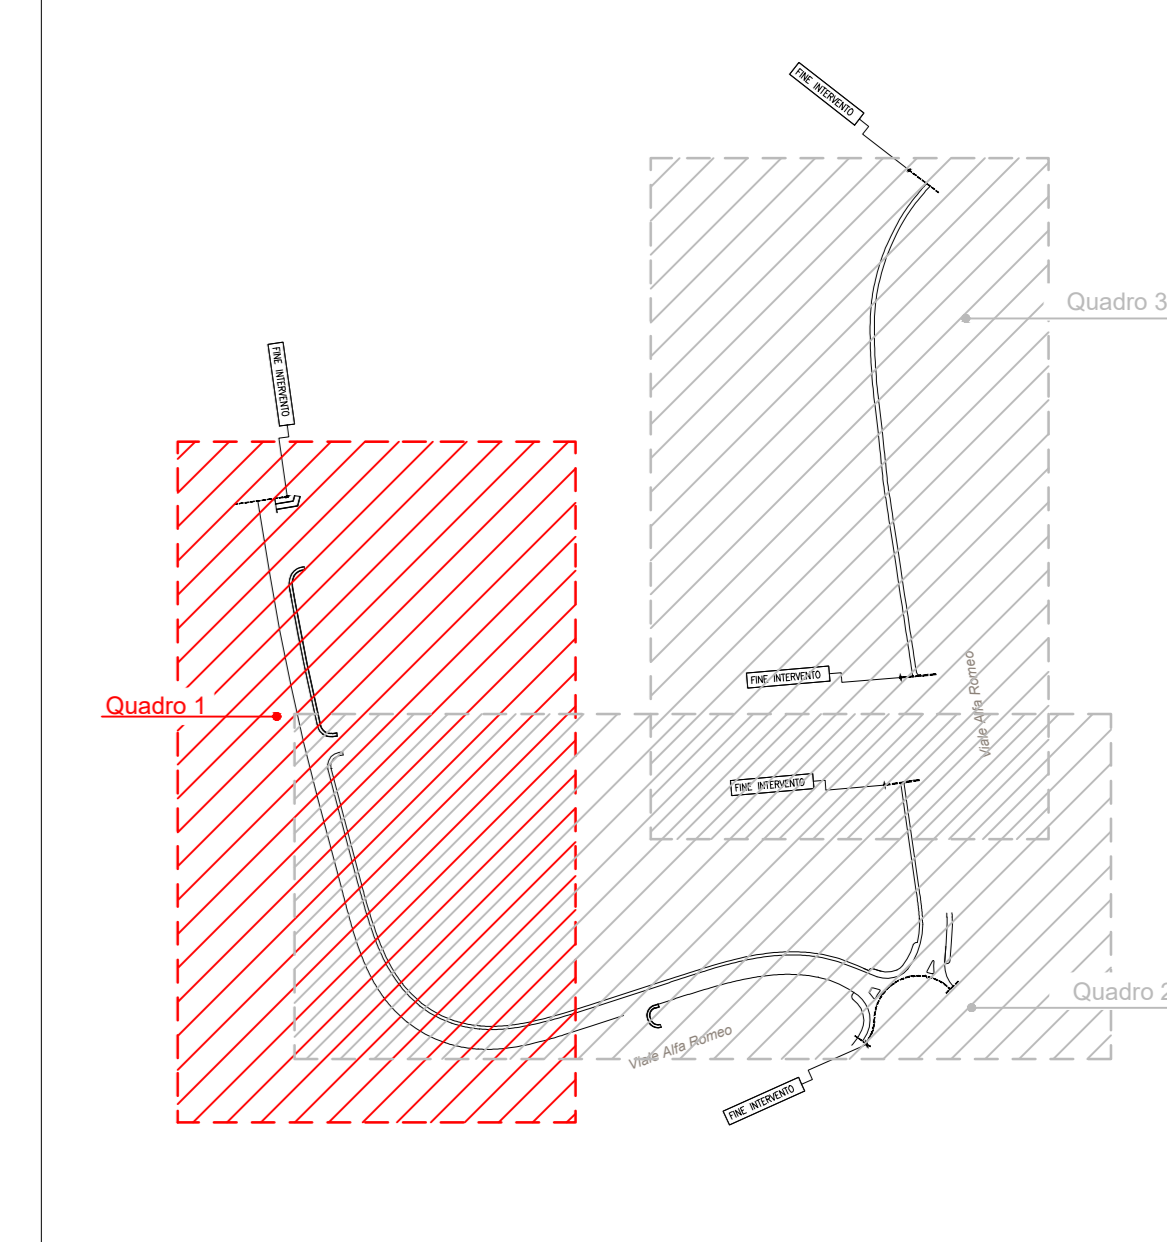 FINE INTERVENTO
Quadro 3
FINE INTERVENTO
FINE INTERVENTO
Viale Alfa Romeo
Quadro 1
FINE INTERVENTO
Quadro 2
Viale Alfa Romeo
FINE INTERVENTO